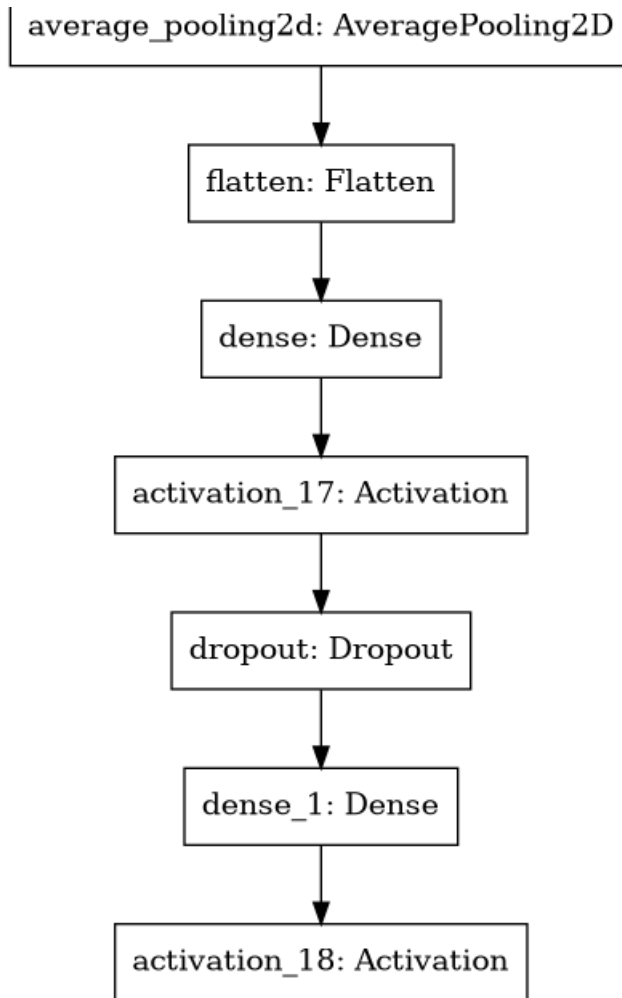 average_pooling2d: AveragePooling2D
flatten: Flatten
dense: Dense
activation_17: Activation
dropout: Dropout
dense_1: Dense
activation_18: Activation